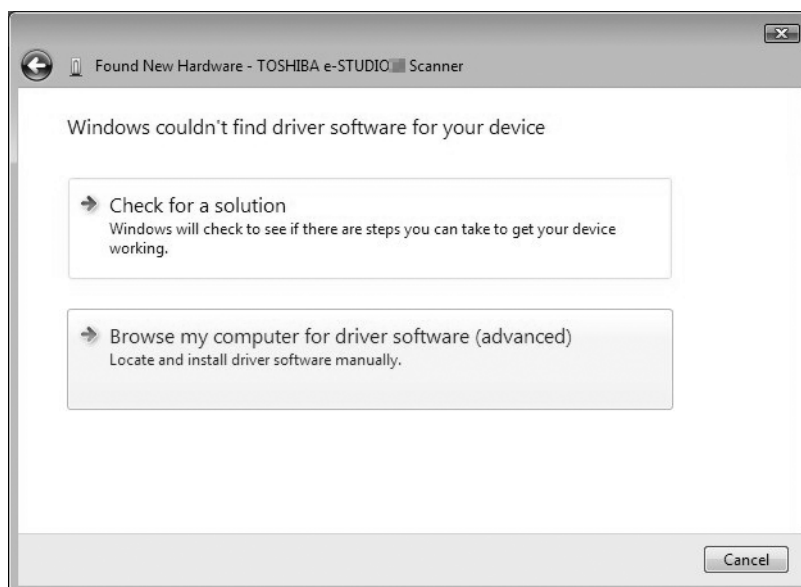 Found New Hardware - TOSHIBA e-STUDIO Scanner
Windows couldn't find driver software for your device
Check for a solution
Windows will check to see if there are steps you can take to get your device
working.
Browse my computer for driver software (advanced)
Locate and install driver software manually.
Cancel